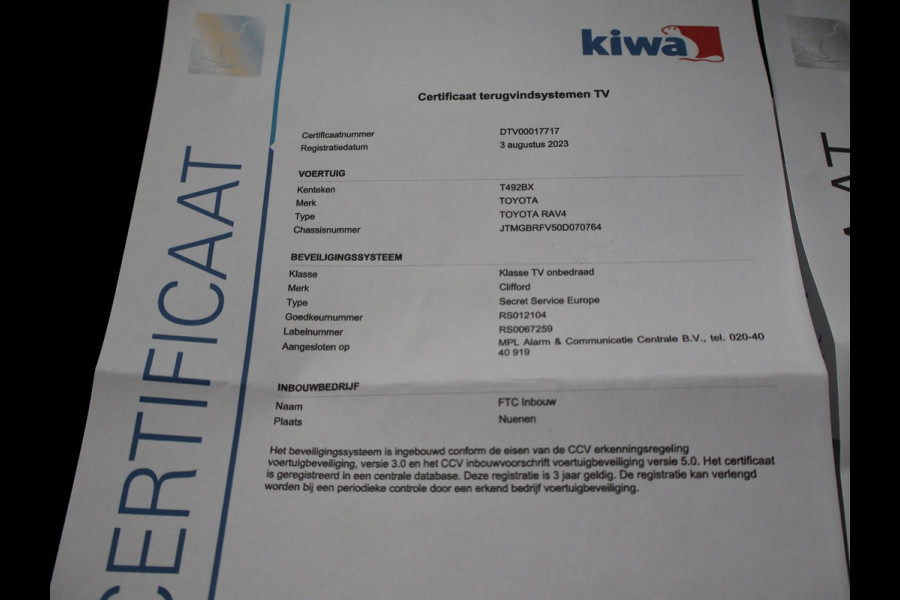 kiwa
Certificaat terugvindsystemen TV
Certificaatnummer DTV00017717
Registratiedatum 3 augustus 2023
VOERTUIG
Kenteken T492BX
Merk TOYOTA
Type TOYOTA RAV4
Chassisnummer JTMGBRFV50D070764
BEVEILIGINGSSYSTEEM
Klasse Klasse TV onbedraad
Merk Clifford
Type Secret Service Europe
Goedkeurnummer RS012104
Labelnummer RS0067259
Aangesloten op MPL Alarm & Communicatie Centrale B.V., tel. 020-40
40 919
INBOUWBEDRIJF
Naam FTC Inbouw
Plaats Nuenen
Het beveiligingssysteem is ingebouwd conform de eisen van de CCV erkenningsregeling
voertuigbeveiliging, versie 3.0 en het CCV inbouwvoorschrift voertuigbeveiliging versie 5.0. Het certificaat
is geregistreerd in een centrale database. Deze registratie is 3 jaar geldig. De registratie kan verlengd
worden bij een periodieke controle door een erkend bedrijf voertuigbeveiliging.
CERTIFICAAT
AT